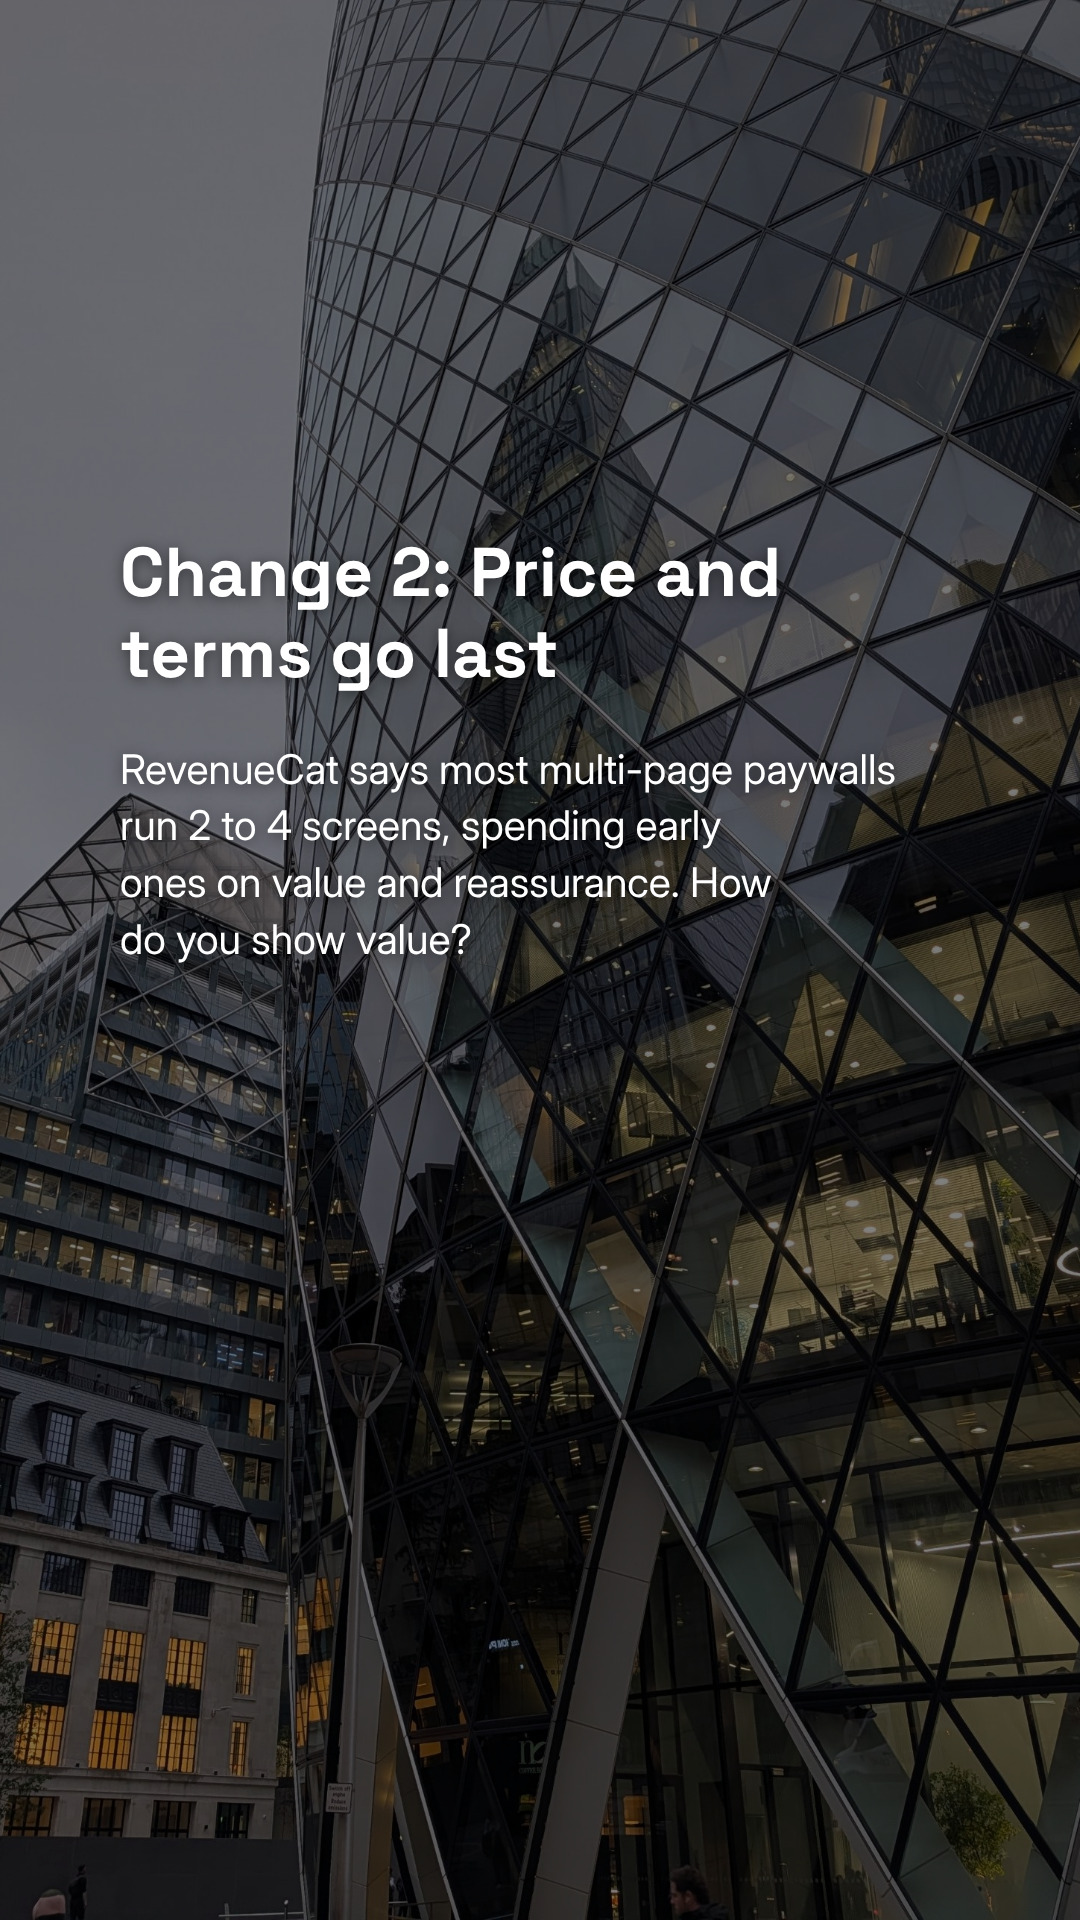 Change 2: Price and
terms go last
RevenueCat says most multi-page paywalls
run 2 to 4 screens, spending early
ones on value and reassurance. How
do you show value?